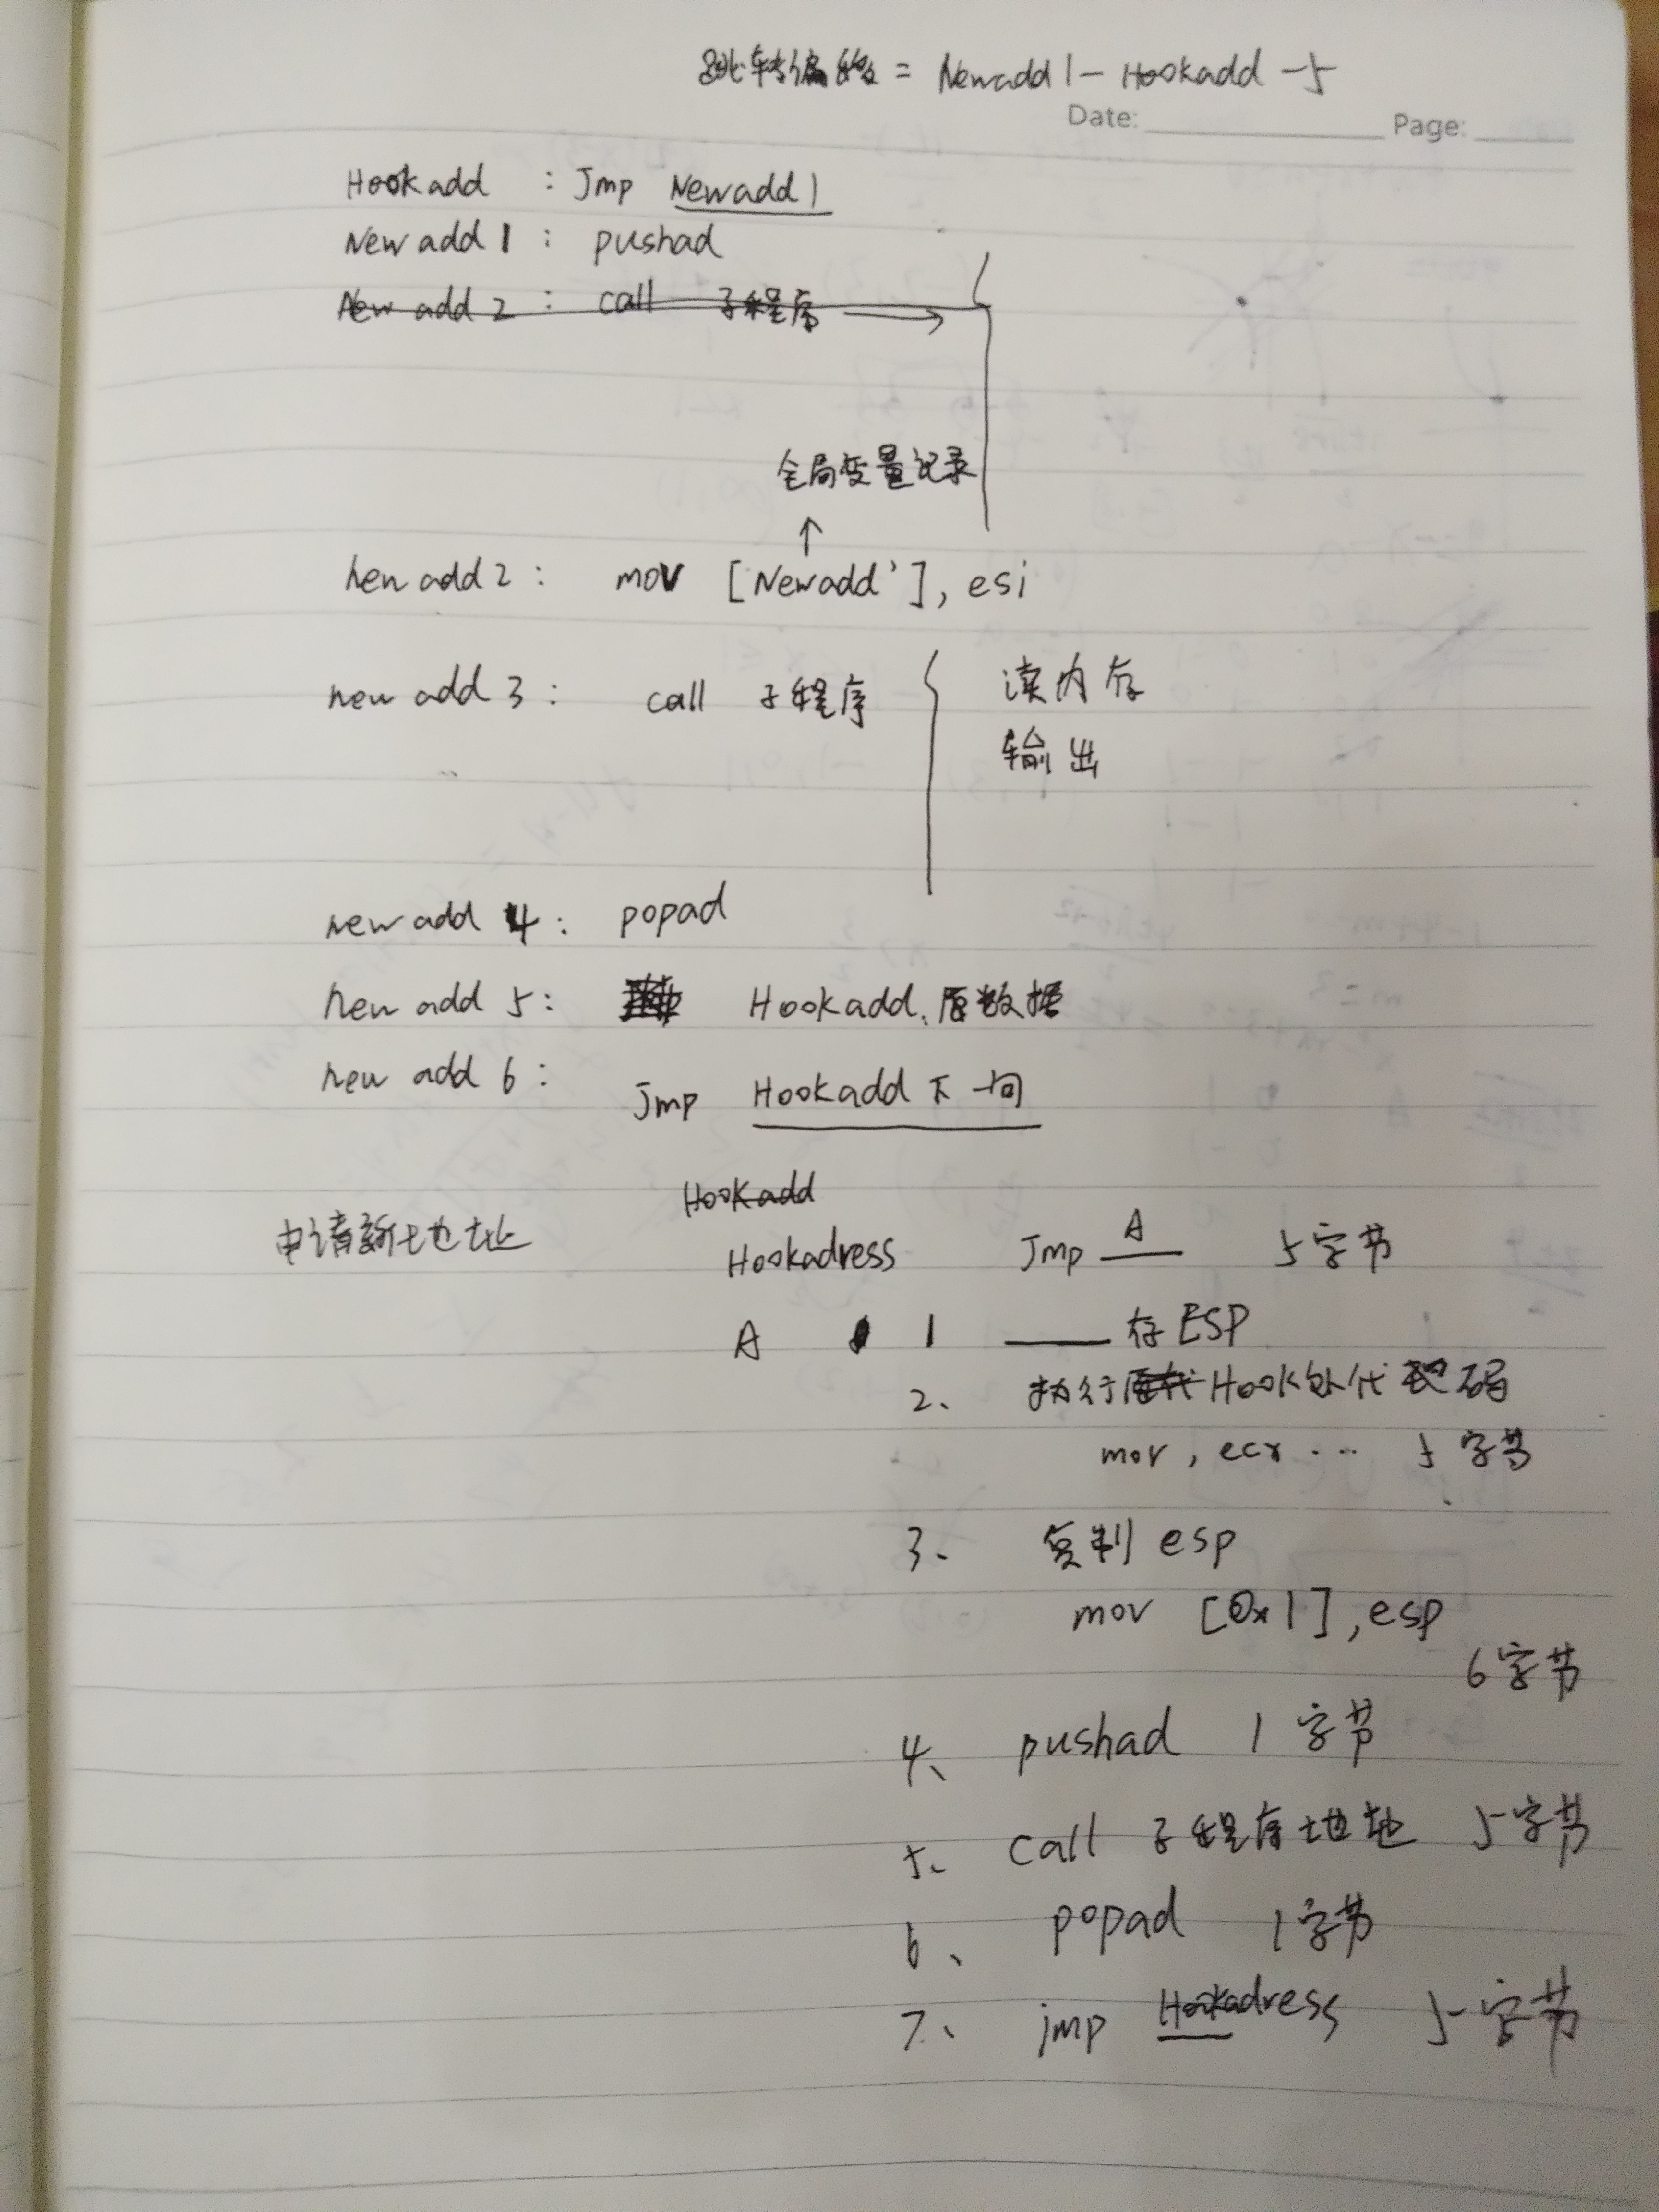 跳转偏移 = Newadd1 - Hookadd - 5
Date: Page:
Hookadd : Jmp Newadd1
New add 1 : pushad
New add 2 : call 子程序
全局变量记录
↑
new add 2 : mov [Newadd'], esi
new add 3 : call 子程序 读内存
输出
new add 4 : popad
new add 5 : Hookadd.原数据
new add 6 :
Jmp Hookadd 下一句
Hookadd
申请新地址 Hookadress Jmp A 5字节
A 1 存ESP
2、 执行原代Hook处代码
mov , ecx ... 5字节
3、 复制 esp
mov [0x1], esp
6字节
4、 pushad 1字节
5、 call 子程序地址 5字节
6、 popad 1字节
7、 jmp Hookadress 5字节